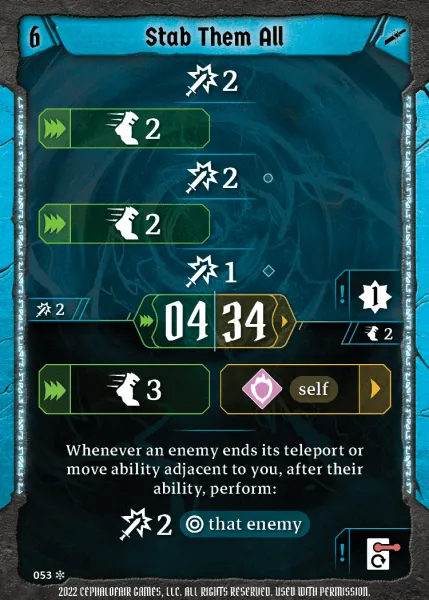 6 Stab Them All
2
2
2
2
1
1
2 04 34 2
3 self
Whenever an enemy ends its teleport or
move ability adjacent to you, after their
ability, perform:
2 that enemy
053
2022 CEPHALOFAIR GAMES, LLC. ALL RIGHTS RESERVED. USED WITH PERMISSION.